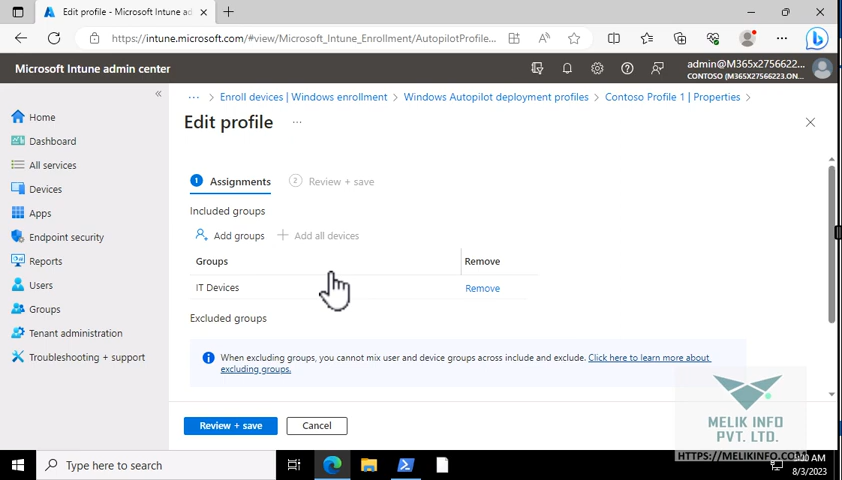 Edit profile - Microsoft Intune admin
https://intune.microsoft.com/#view/Microsoft_Intune_Enrollment/AutopilotProfile...
Microsoft Intune admin center
admin@M365x2756622...
CONTOSO (M365X27566223.ON...
Home
Dashboard
All services
Devices
Apps
Endpoint security
Reports
Users
Groups
Tenant administration
Troubleshooting + support
... > Enroll devices | Windows enrollment > Windows Autopilot deployment profiles > Contoso Profile 1 | Properties >
Edit profile ...
1 Assignments 2 Review + save
Included groups
Add groups + Add all devices
Groups Remove
IT Devices Remove
Excluded groups
When excluding groups, you cannot mix user and device groups across include and exclude. Click here to learn more about
excluding groups.
Review + save Cancel
MELIK INFO
PVT. LTD.
HTTPS://MELIKINFO.COM
Type here to search
AM
8/3/2023